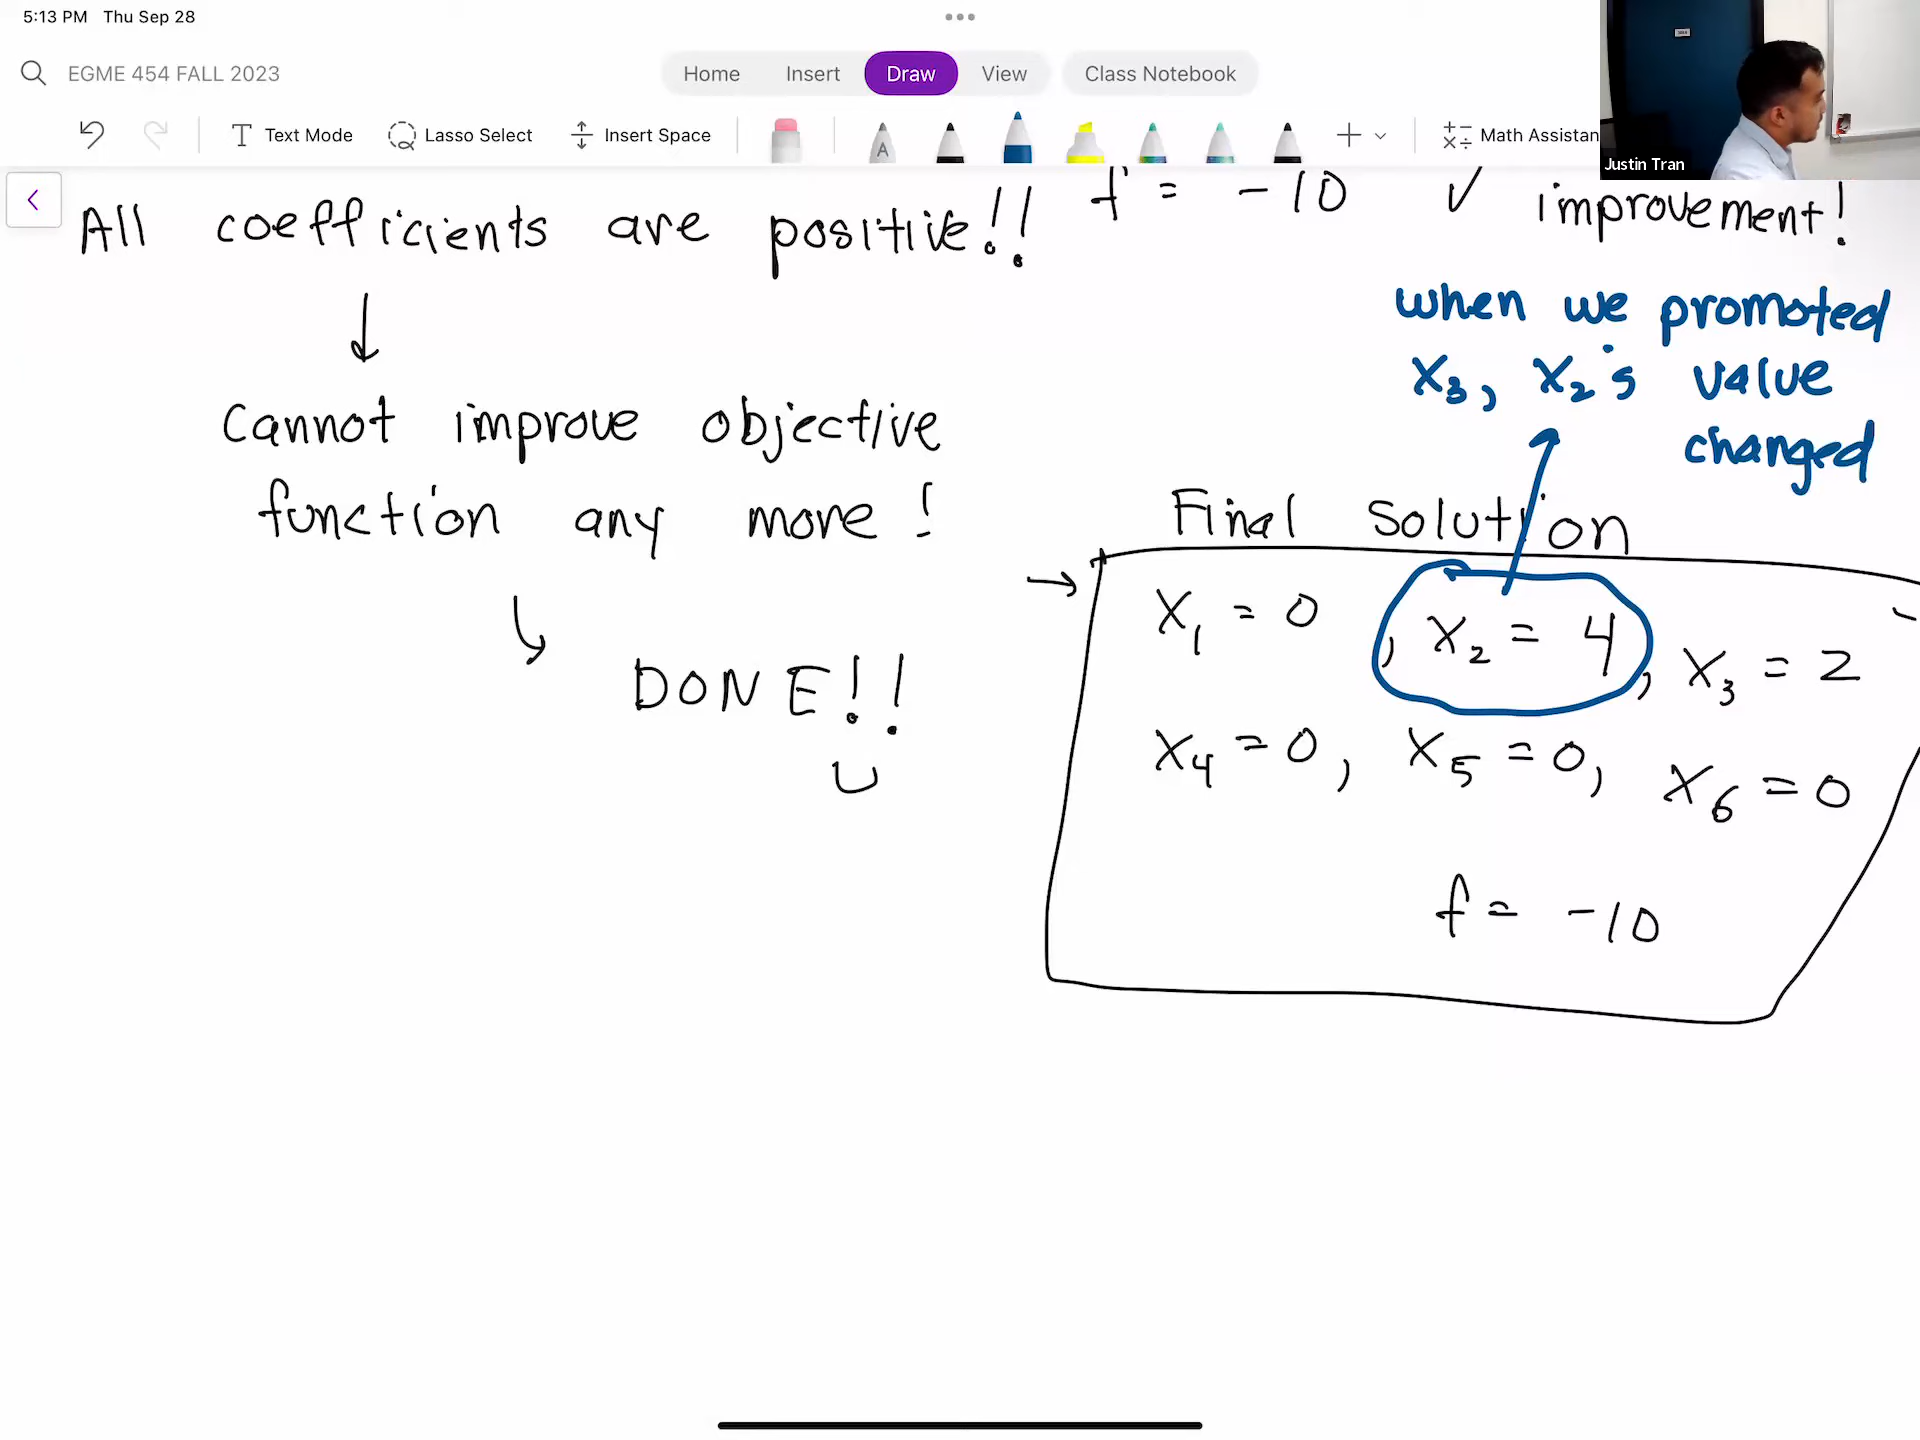 5:13 PM Thu Sep 28
EGME 454 FALL 2023
Home Insert Draw View Class Notebook
Text Mode Lasso Select Insert Space A Math Assistan
Justin Tran
All coefficients are positive!!
f = -10 ✓ improvement!
when we promoted
x₃, x₂'s value
changed
cannot improve objective
function any more!
DONE!!
Final Solution
x₁ = 0, x₂ = 4, x₃ = 2
x₄ = 0, x₅ = 0, x₆ = 0
f = -10